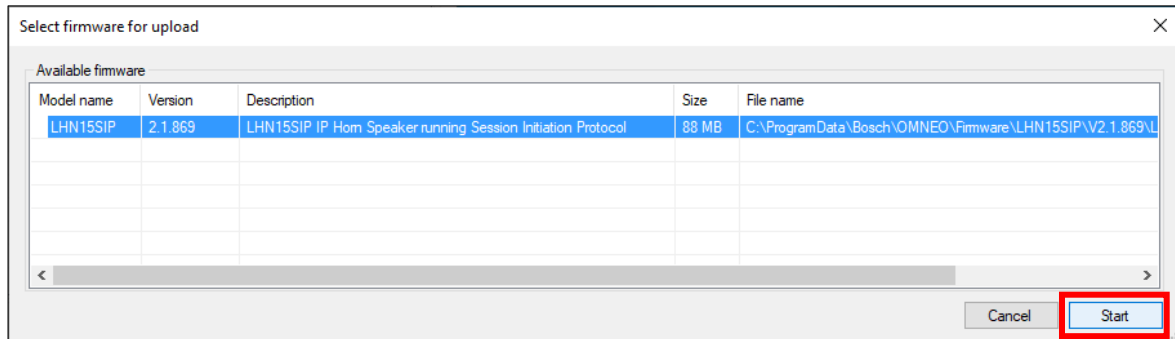 Select firmware for upload
Available firmware
Model name Version Description Size File name
LHN15SIP 2.1.869 LHN15SIP IP Horn Speaker running Session Initiation Protocol 88 MB C:\ProgramData\Bosch\OMNEO\Firmware\LHN15SIP\V2.1.869\L
Cancel Start